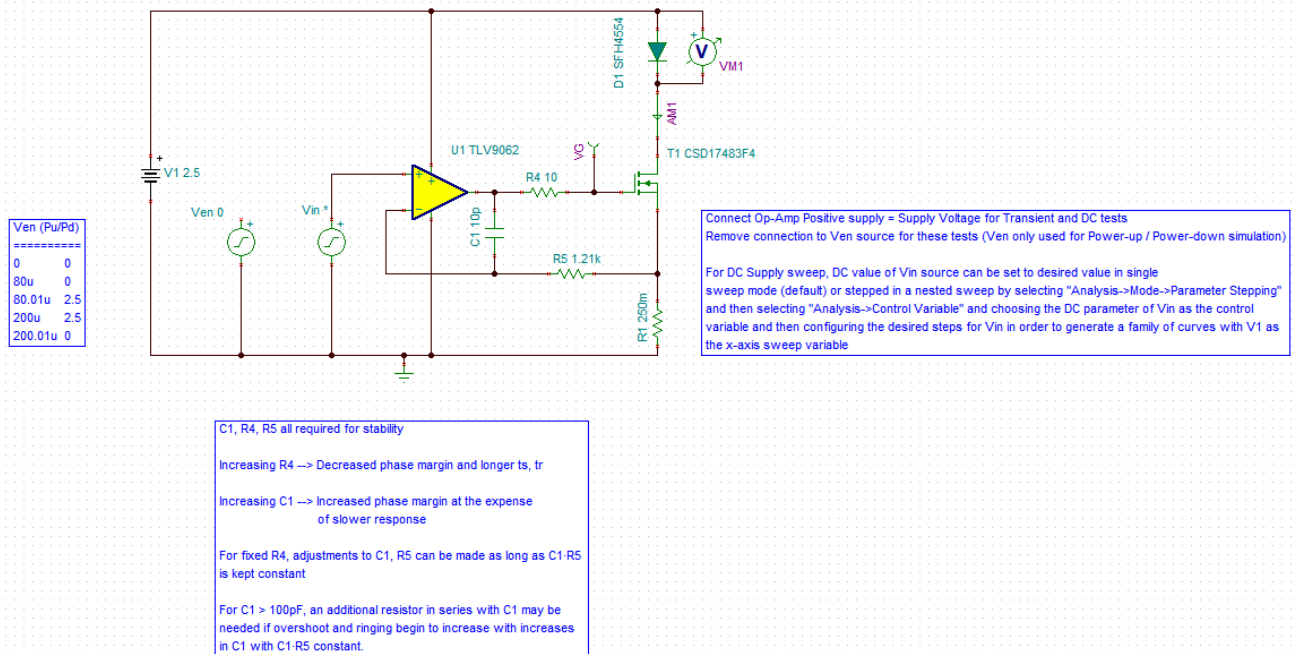 D1 SFH4554
V
+
VM1
AM1
U1 TLV9062
VG
T1 CSD17483F4
+
V1 2.5
R4 10
+
+
-
Ven 0
+
Vin *
+
C1 10p
R5 1.21k
R1 250m
Ven (Pu/Pd)
==========
0 0
80u 0
80.01u 2.5
200u 2.5
200.01u 0
Connect Op-Amp Positive supply = Supply Voltage for Transient and DC tests
Remove connection to Ven source for these tests (Ven only used for Power-up / Power-down simulation)
For DC Supply sweep, DC value of Vin source can be set to desired value in single
sweep mode (default) or stepped in a nested sweep by selecting "Analysis->Mode->Parameter Stepping"
and then selecting "Analysis->Control Variable" and choosing the DC parameter of Vin as the control
variable and then configuring the desired steps for Vin in order to generate a family of curves with V1 as
the x-axis sweep variable
C1, R4, R5 all required for stability
Increasing R4 --> Decreased phase margin and longer ts, tr
Increasing C1 --> Increased phase margin at the expense
of slower response
For fixed R4, adjustments to C1, R5 can be made as long as C1·R5
is kept constant
For C1 > 100pF, an additional resistor in series with C1 may be
needed if overshoot and ringing begin to increase with increases
in C1 with C1·R5 constant.